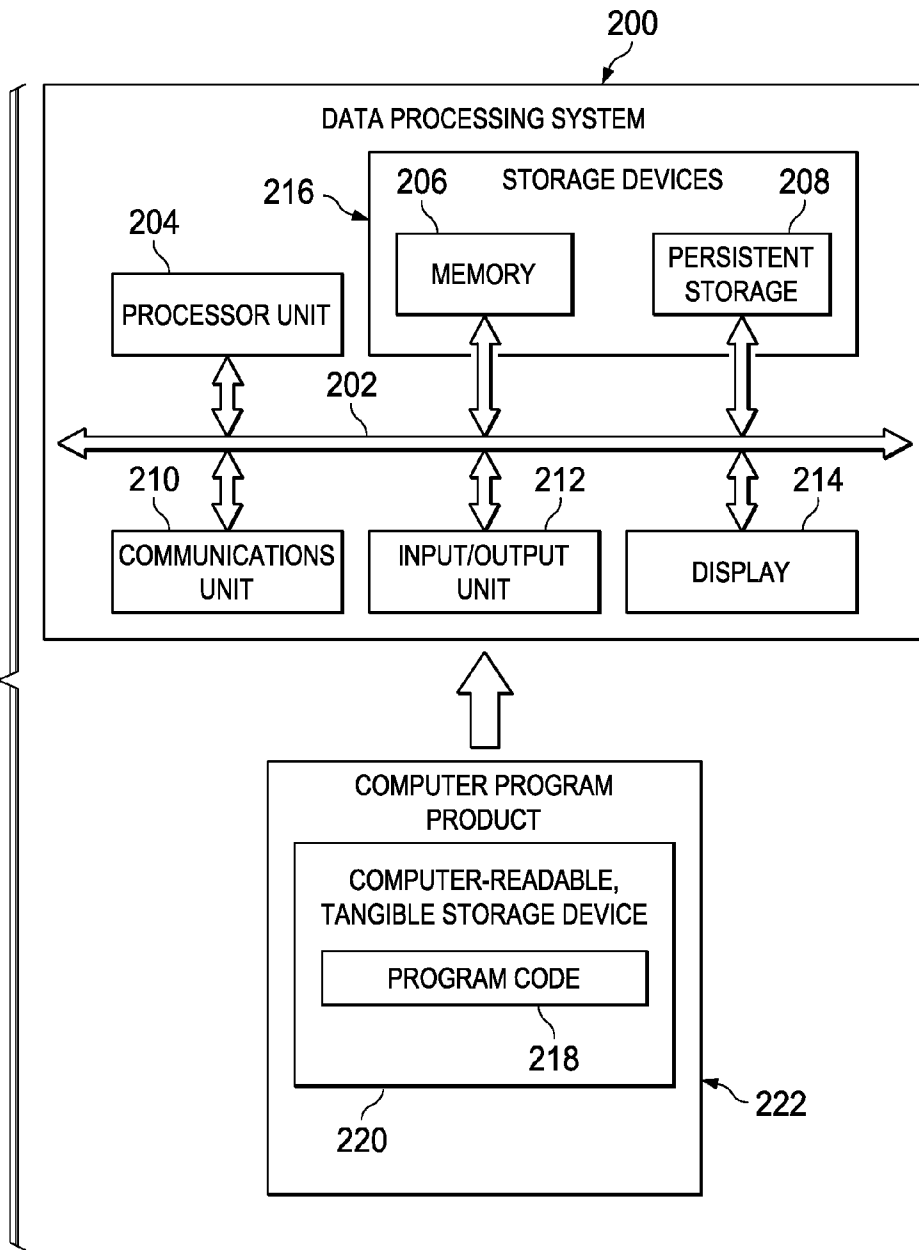 200
DATA PROCESSING SYSTEM
206
STORAGE DEVICES
208
216
204
MEMORY
PERSISTENT
STORAGE
PROCESSOR UNIT
202
210
212
214
COMMUNICATIONS
UNIT
INPUT/OUTPUT
UNIT
DISPLAY
COMPUTER PROGRAM
PRODUCT
COMPUTER-READABLE,
TANGIBLE STORAGE DEVICE
PROGRAM CODE
218
220
222